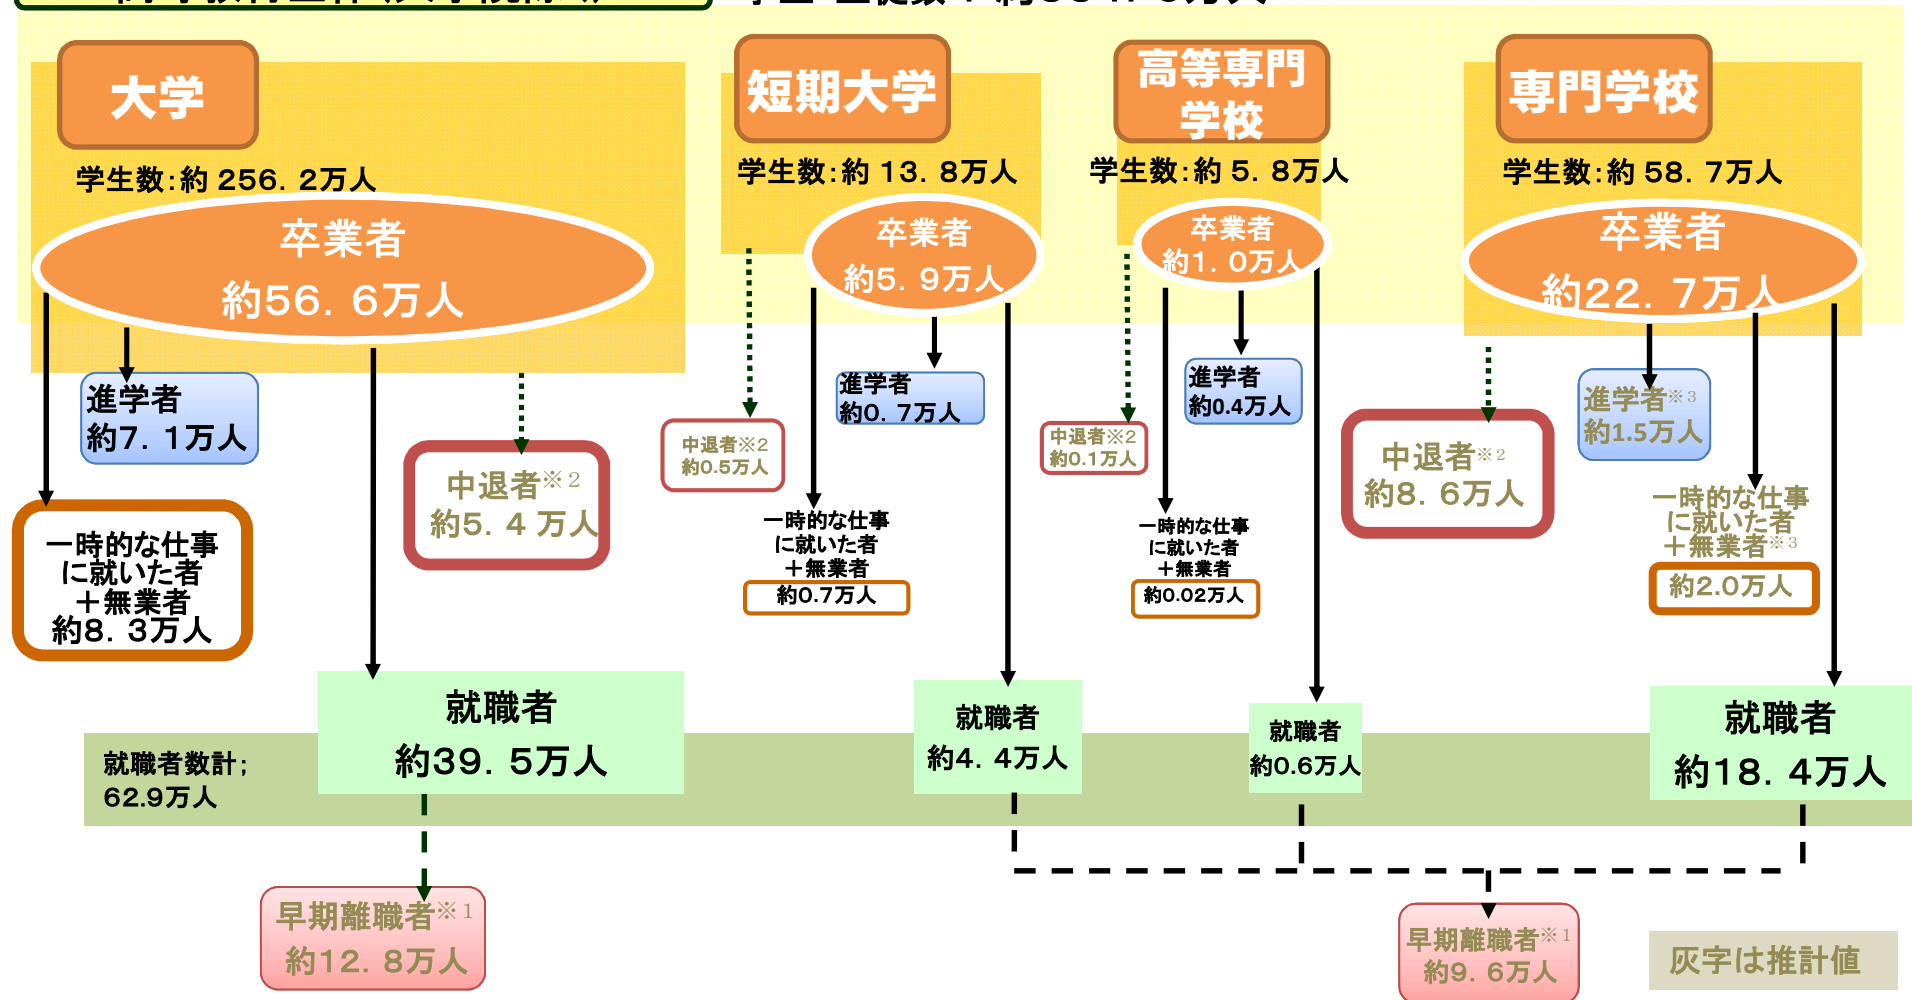 大学
学生数：約 256．2万人
卒業者
約56．6万人
進学者
約7．1万人
一時的な仕事
に就いた者
＋無業者
約8．3万人
中退者※2
約5．4 万人
就職者
約39．5万人
早期離職者※1
約12．8万人
短期大学
学生数：約 13．8万人
卒業者
約5．9万人
中退者※2
約0.5万人
進学者
約0．7万人
一時的な仕事
に就いた者
＋無業者
約0.7万人
就職者
約4．4万人
高等専門
学校
学生数：約 5．8万人
卒業者
約1．0万人
中退者※2
約0.1万人
進学者
約0.4万人
一時的な仕事
に就いた者
＋無業者
約0.02万人
就職者
約0.6万人
専門学校
学生数：約 58．7万人
卒業者
約22．7万人
中退者※2
約8．6万人
進学者※3
約1.5万人
一時的な仕事
に就いた者
＋無業者※3
約2.0万人
就職者
約18．4万人
就職者数計；
62.9万人
早期離職者※1
約9．6万人
灰字は推計値